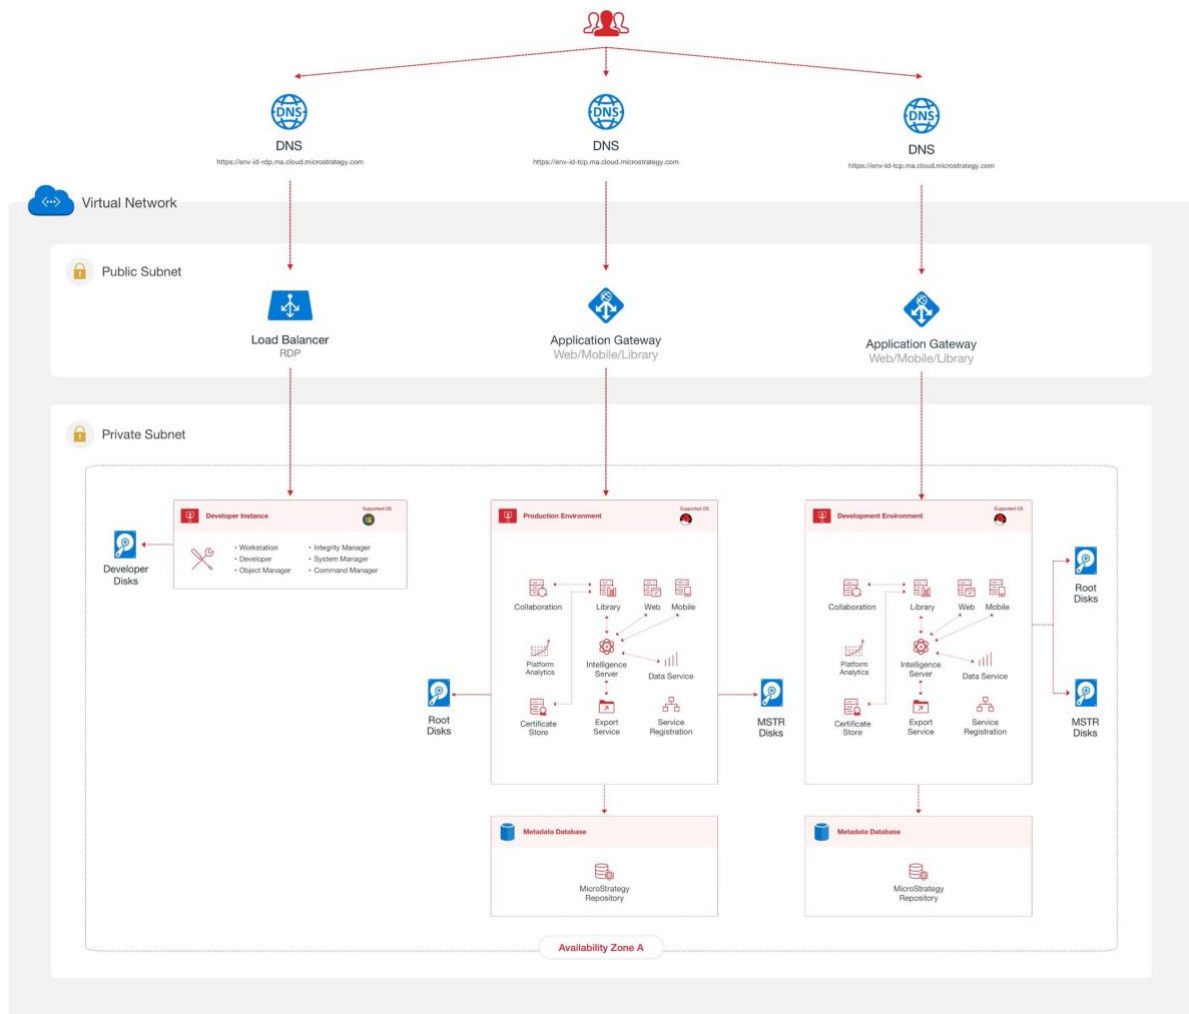 DNS
DNS
DNS
DNS
https://env-id-rdp.ma.cloud.microstrategy.com
DNS
https://env-id-tcp.ma.cloud.microstrategy.com
DNS
https://env-id-tcp.ma.cloud.microstrategy.com
Virtual Network
Public Subnet
Load Balancer
RDP
Application Gateway
Web/Mobile/Library
Application Gateway
Web/Mobile/Library
Private Subnet
Developer Instance
Supported OS
• Workstation
• Developer
• Object Manager
• Integrity Manager
• System Manager
• Command Manager
Developer
Disks
Production Environment
Supported OS
Collaboration
Library
Web
Mobile
Platform
Analytics
Intelligence
Server
Data Service
Certificate
Store
Export
Service
Service
Registration
Root
Disks
MSTR
Disks
Metadata Database
MicroStrategy
Repository
Development Environment
Supported OS
Collaboration
Library
Web
Mobile
Platform
Analytics
Intelligence
Server
Data Service
Certificate
Store
Export
Service
Service
Registration
Root
Disks
MSTR
Disks
Metadata Database
MicroStrategy
Repository
Availability Zone A